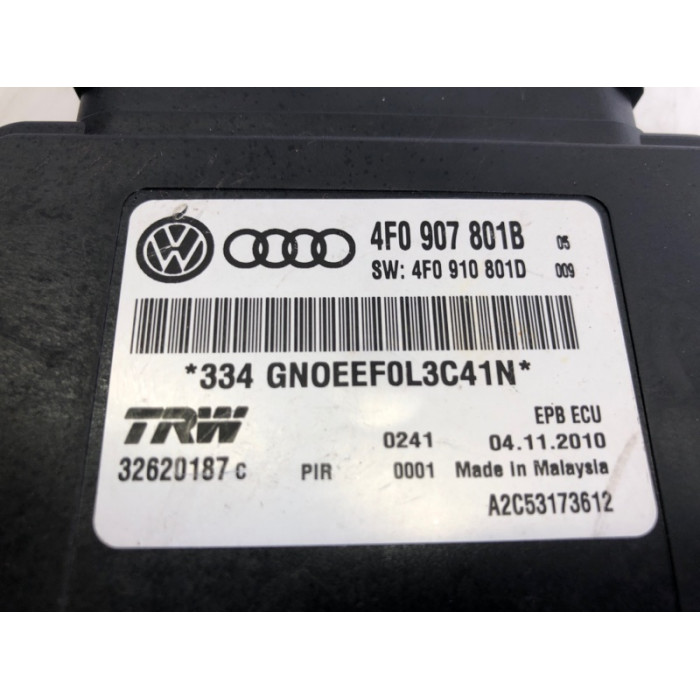 4F0 907 801B 05
SW: 4F0 910 801D 009
*334 GNOEEF0L3C41N*
TRW
EPB ECU
0241 04.11.2010
32620187 C PIR 0001 Made in Malaysia
A2C53173612